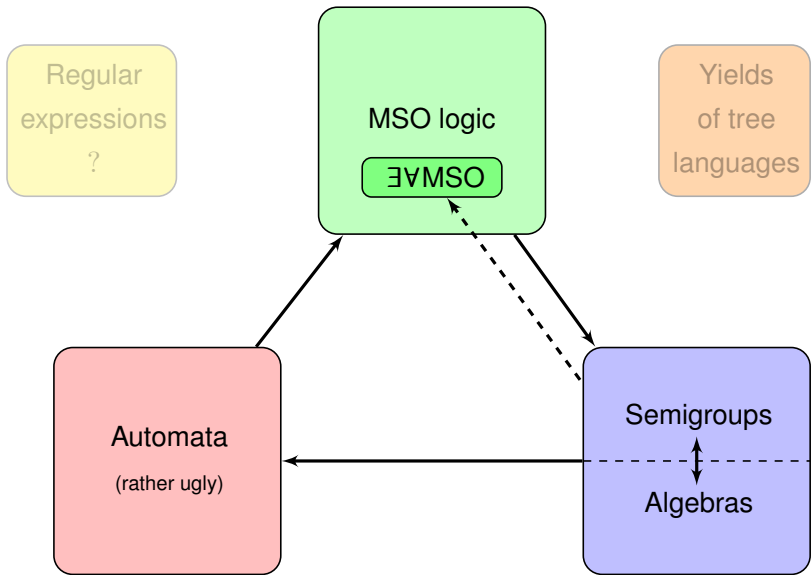 Regular
expressions
?
MSO logic
∃∀MSO
Yields
of tree
languages
Automata
(rather ugly)
Semigroups
Algebras